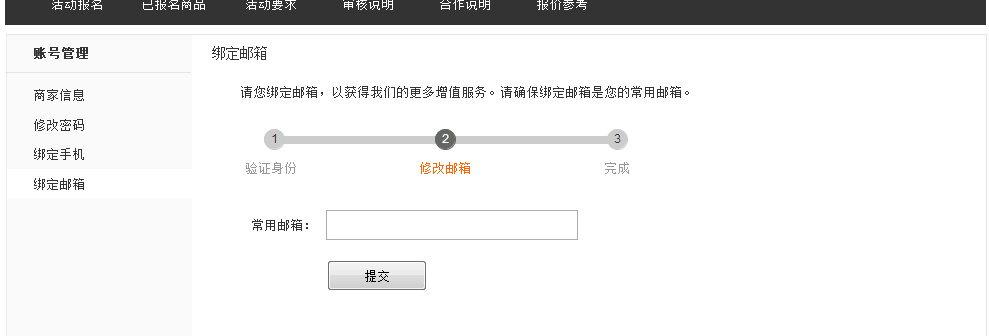 活动报名 已报名商品 活动要求 审核说明 合作说明 报价参考
账号管理
商家信息
修改密码
绑定手机
绑定邮箱
绑定邮箱
请您绑定邮箱，以获得我们的更多增值服务。请确保绑定邮箱是您的常用邮箱。
1 2 3
验证身份 修改邮箱 完成
常用邮箱：
提交